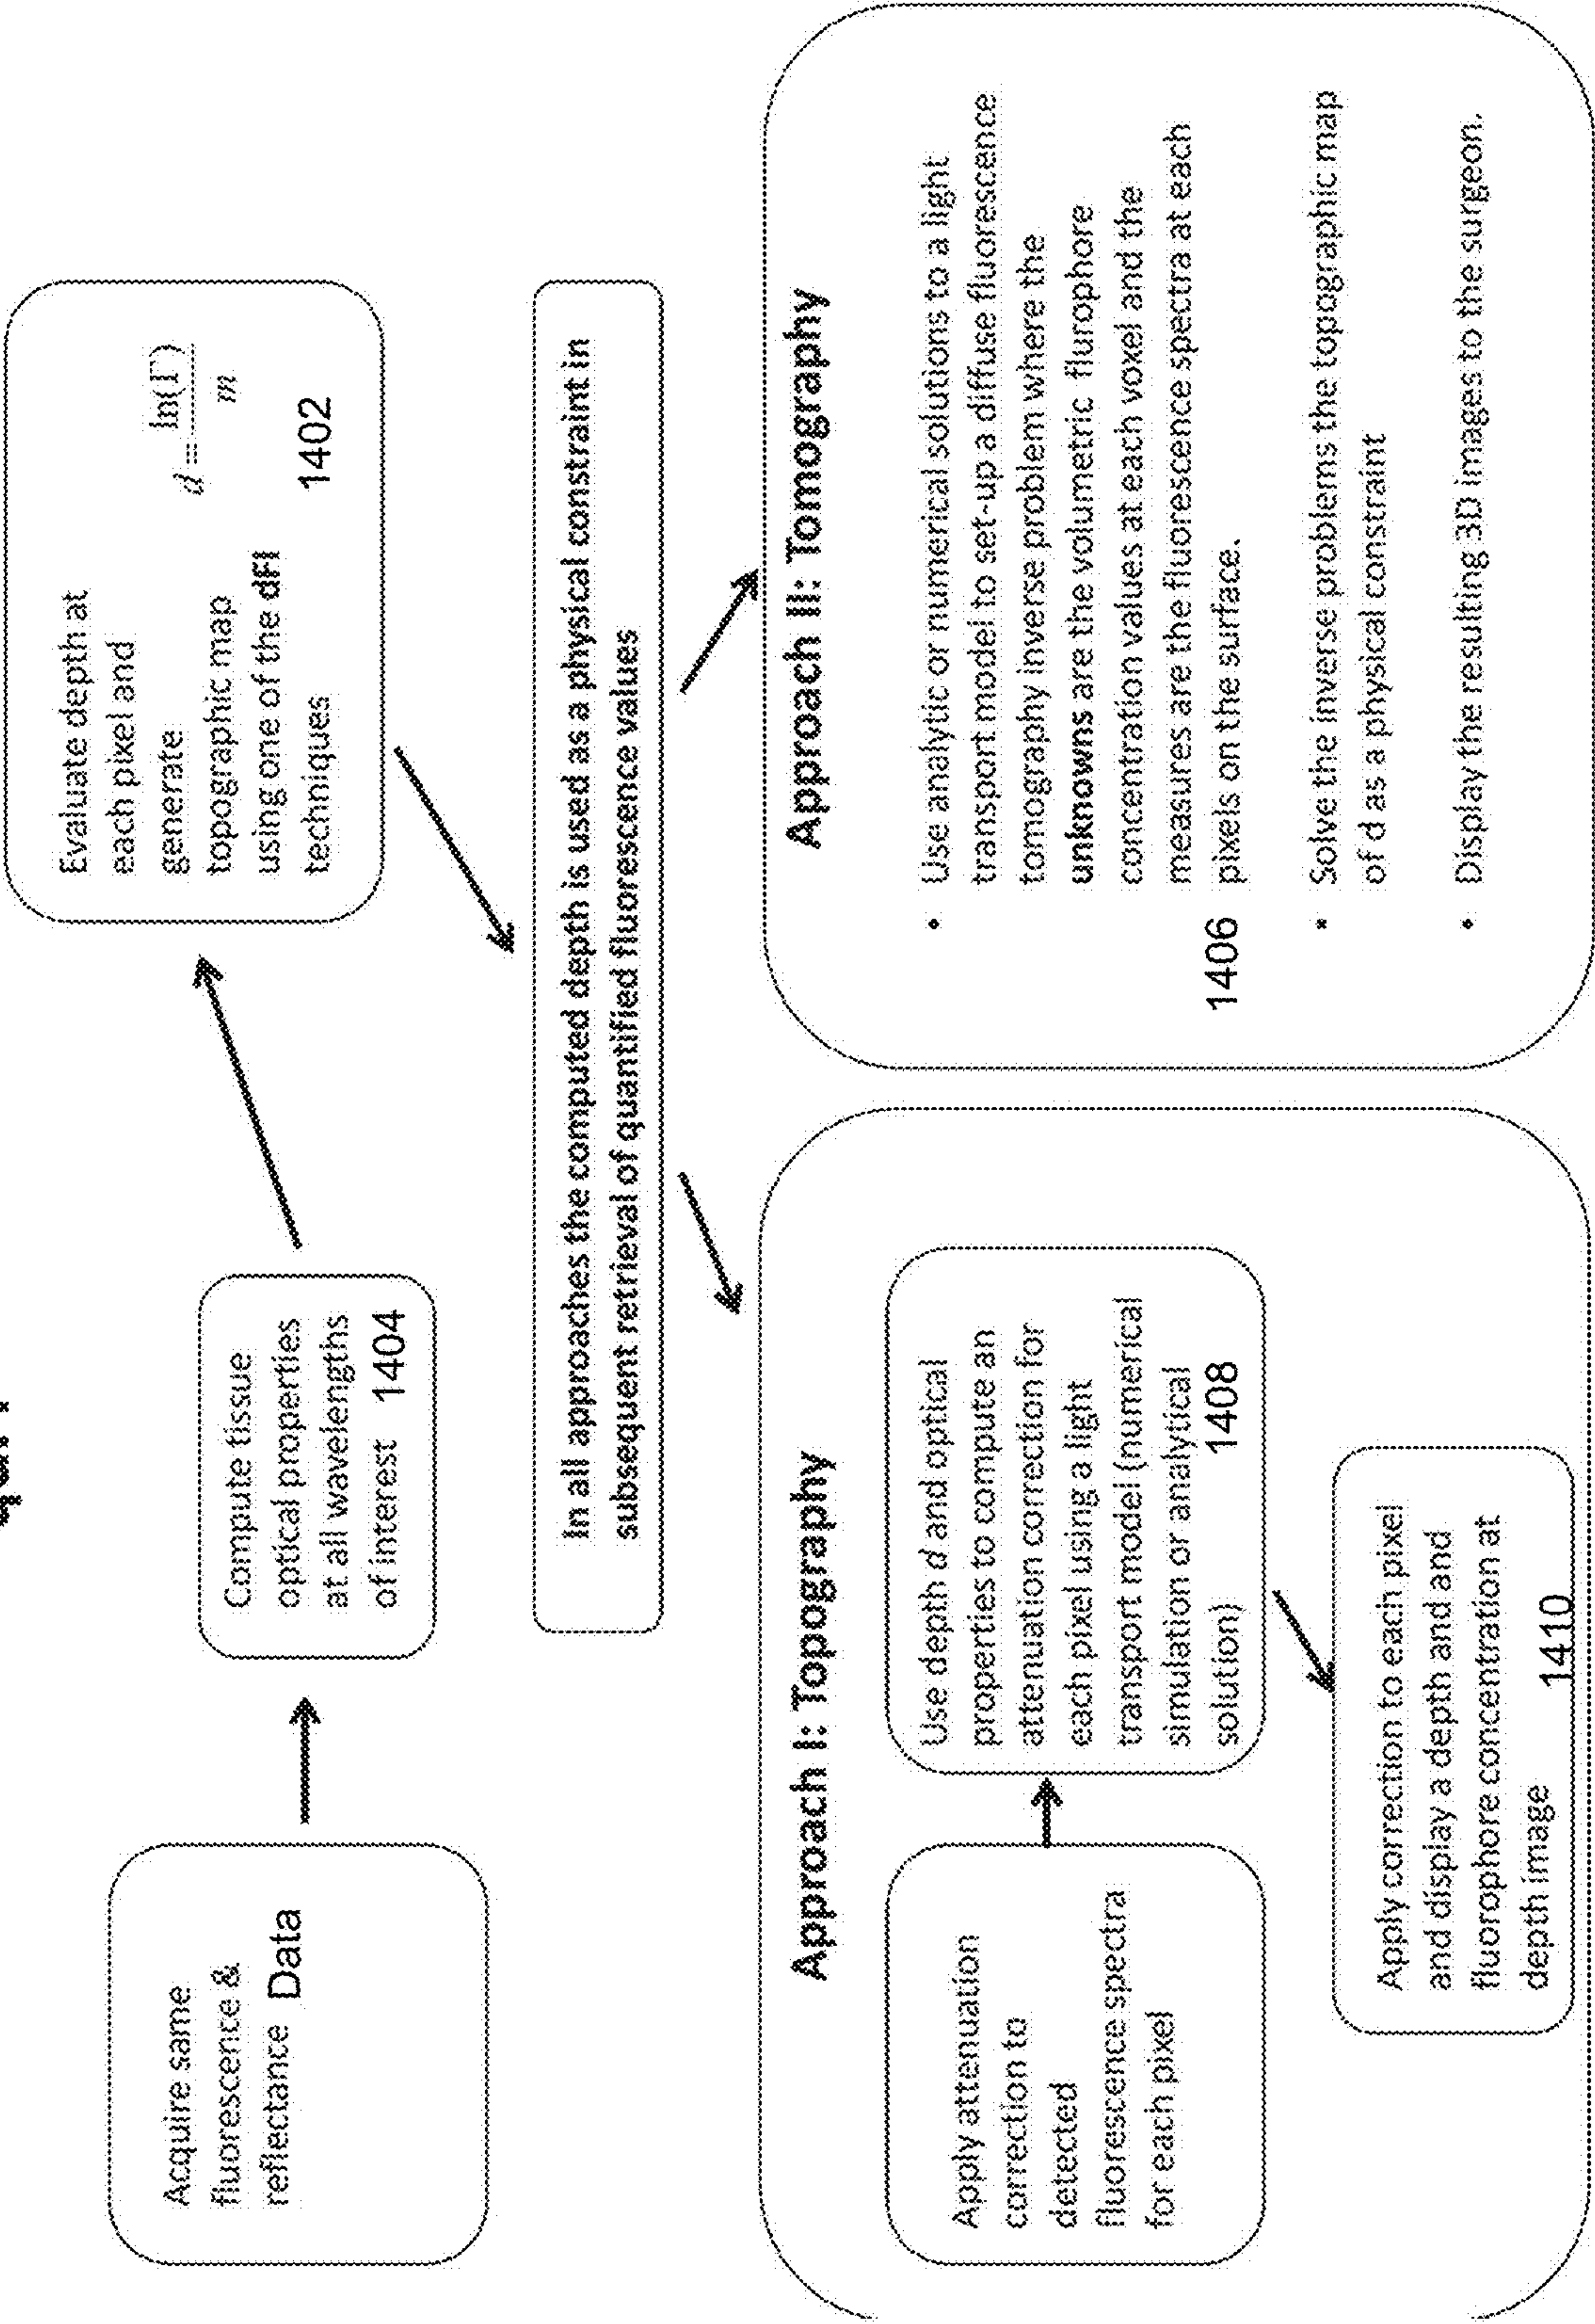 Acquire same
fluorescence &
reflectance Data
Compute tissue
optical properties
at all wavelengths
of interest 1404
Evaluate depth at
each pixel and
generate
topographic map
using one of the dFI
techniques
d = ln(Γ)
m
1402
In all approaches the computed depth is used as a physical constraint in
subsequent retrieval of quantified fluorescence values
Approach I: Topography
Apply attenuation
correction to
detected
fluorescence spectra
for each pixel
Use depth d and optical
properties to compute an
attenuation correction for
each pixel using a light
transport model (numerical
simulation or analytical
solution) 1408
Apply correction to each pixel
and display a depth and and
fluorophore concentration at
depth image 1410
Approach II: Tomography
• Use analytic or numerical solutions to a light
transport model to set-up a diffuse fluorescence
tomography inverse problem where the
unknowns are the volumetric flurophore
concentration values at each voxel and the
measures are the fluorescence spectra at each
pixels on the surface.
1406
• Solve the inverse problems the topographic map
of d as a physical constraint
• Display the resulting 3D images to the surgeon.